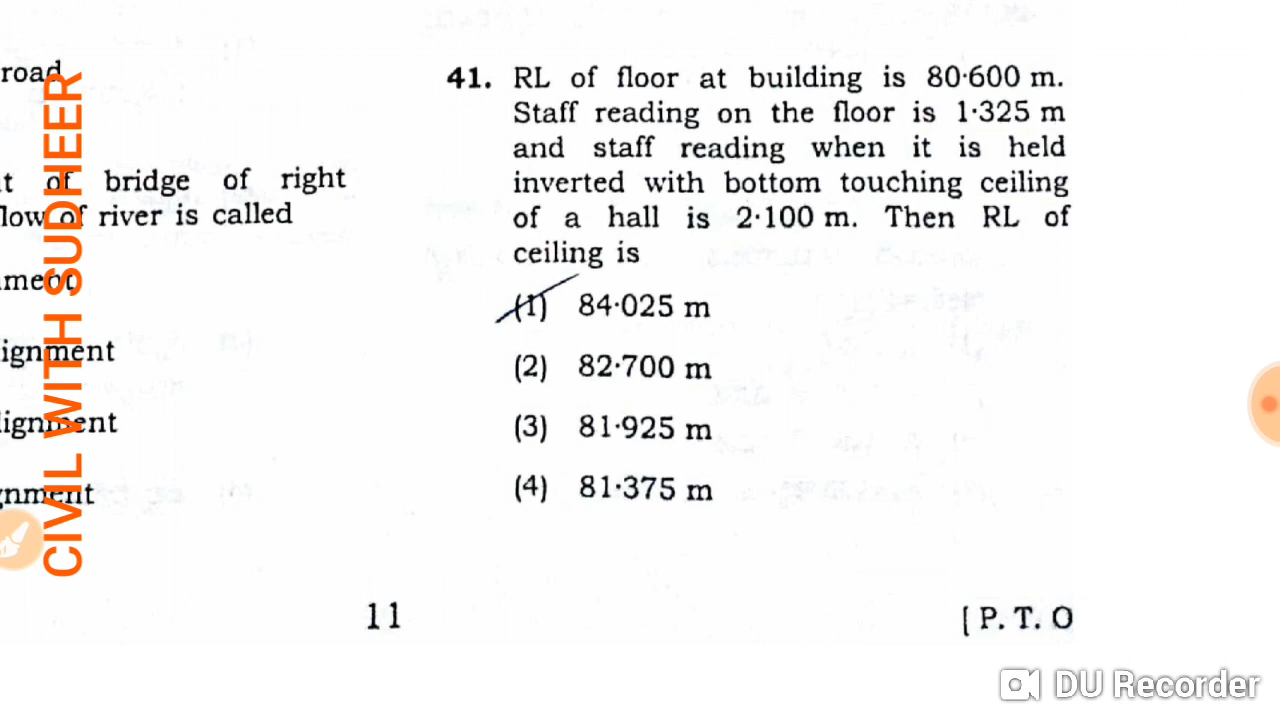 road
t of bridge of right
flow of river is called
ment
ignment
lignment
gnment
CIVIL WITH SUDHEER
41. RL of floor at building is 80·600 m.
Staff reading on the floor is 1·325 m
and staff reading when it is held
inverted with bottom touching ceiling
of a hall is 2·100 m. Then RL of
ceiling is
(1) 84·025 m
(2) 82·700 m
(3) 81·925 m
(4) 81·375 m
11
[ P. T. O
DU Recorder